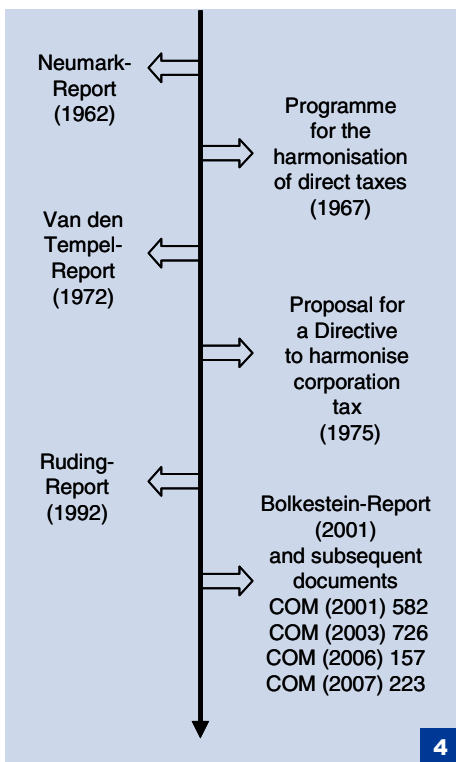 Neumark-
Report
(1962)
Programme
for the
harmonisation
of direct taxes
(1967)
Van den
Tempel-
Report
(1972)
Proposal for
a Directive
to harmonise
corporation
tax
(1975)
Ruding-
Report
(1992)
Bolkestein-Report
(2001)
and subsequent
documents
COM (2001) 582
COM (2003) 726
COM (2006) 157
COM (2007) 223
4